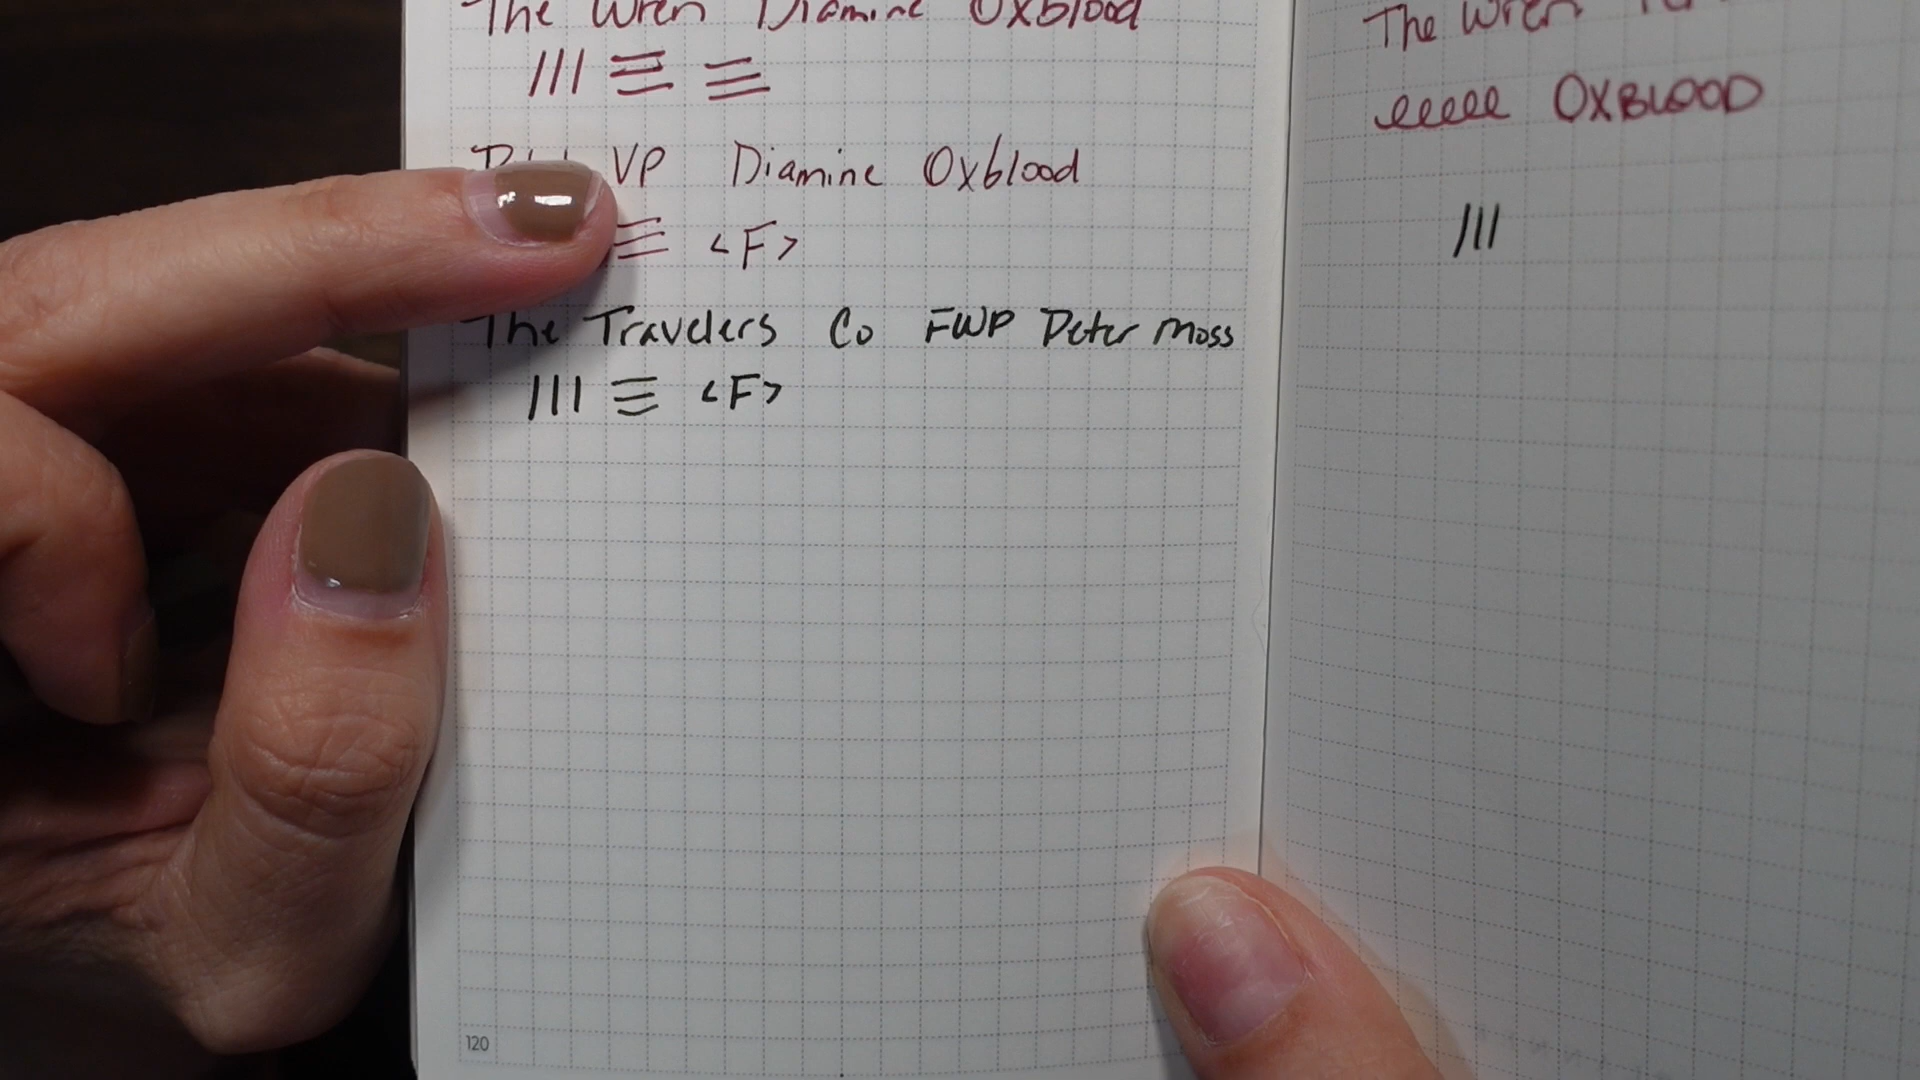 The Wren Diamine Oxblood
VP Diamine Oxblood
<F>
The Travelers Co FWP Peter Moss
<F>
120
The Wren
eeeee OXBLOOD